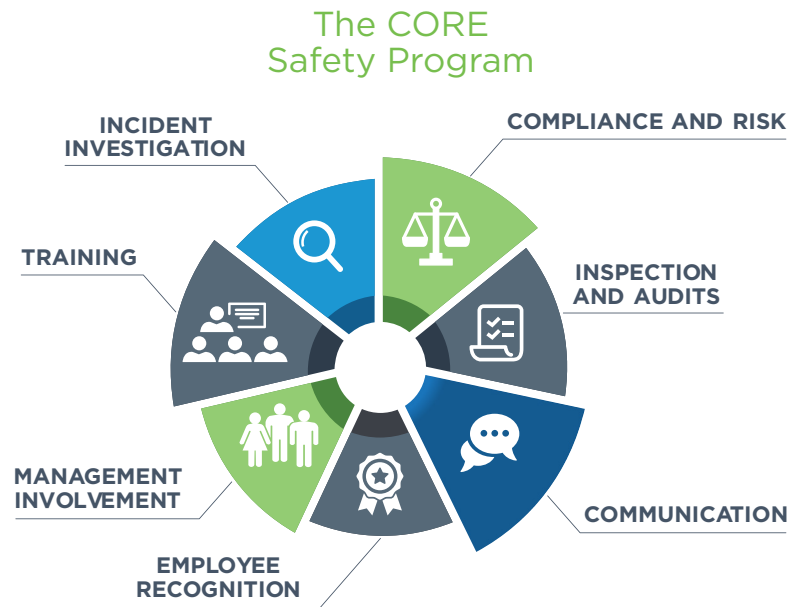 The CORE
Safety Program
INCIDENT
INVESTIGATION
COMPLIANCE AND RISK
TRAINING
INSPECTION
AND AUDITS
MANAGEMENT
INVOLVEMENT
COMMUNICATION
EMPLOYEE
RECOGNITION